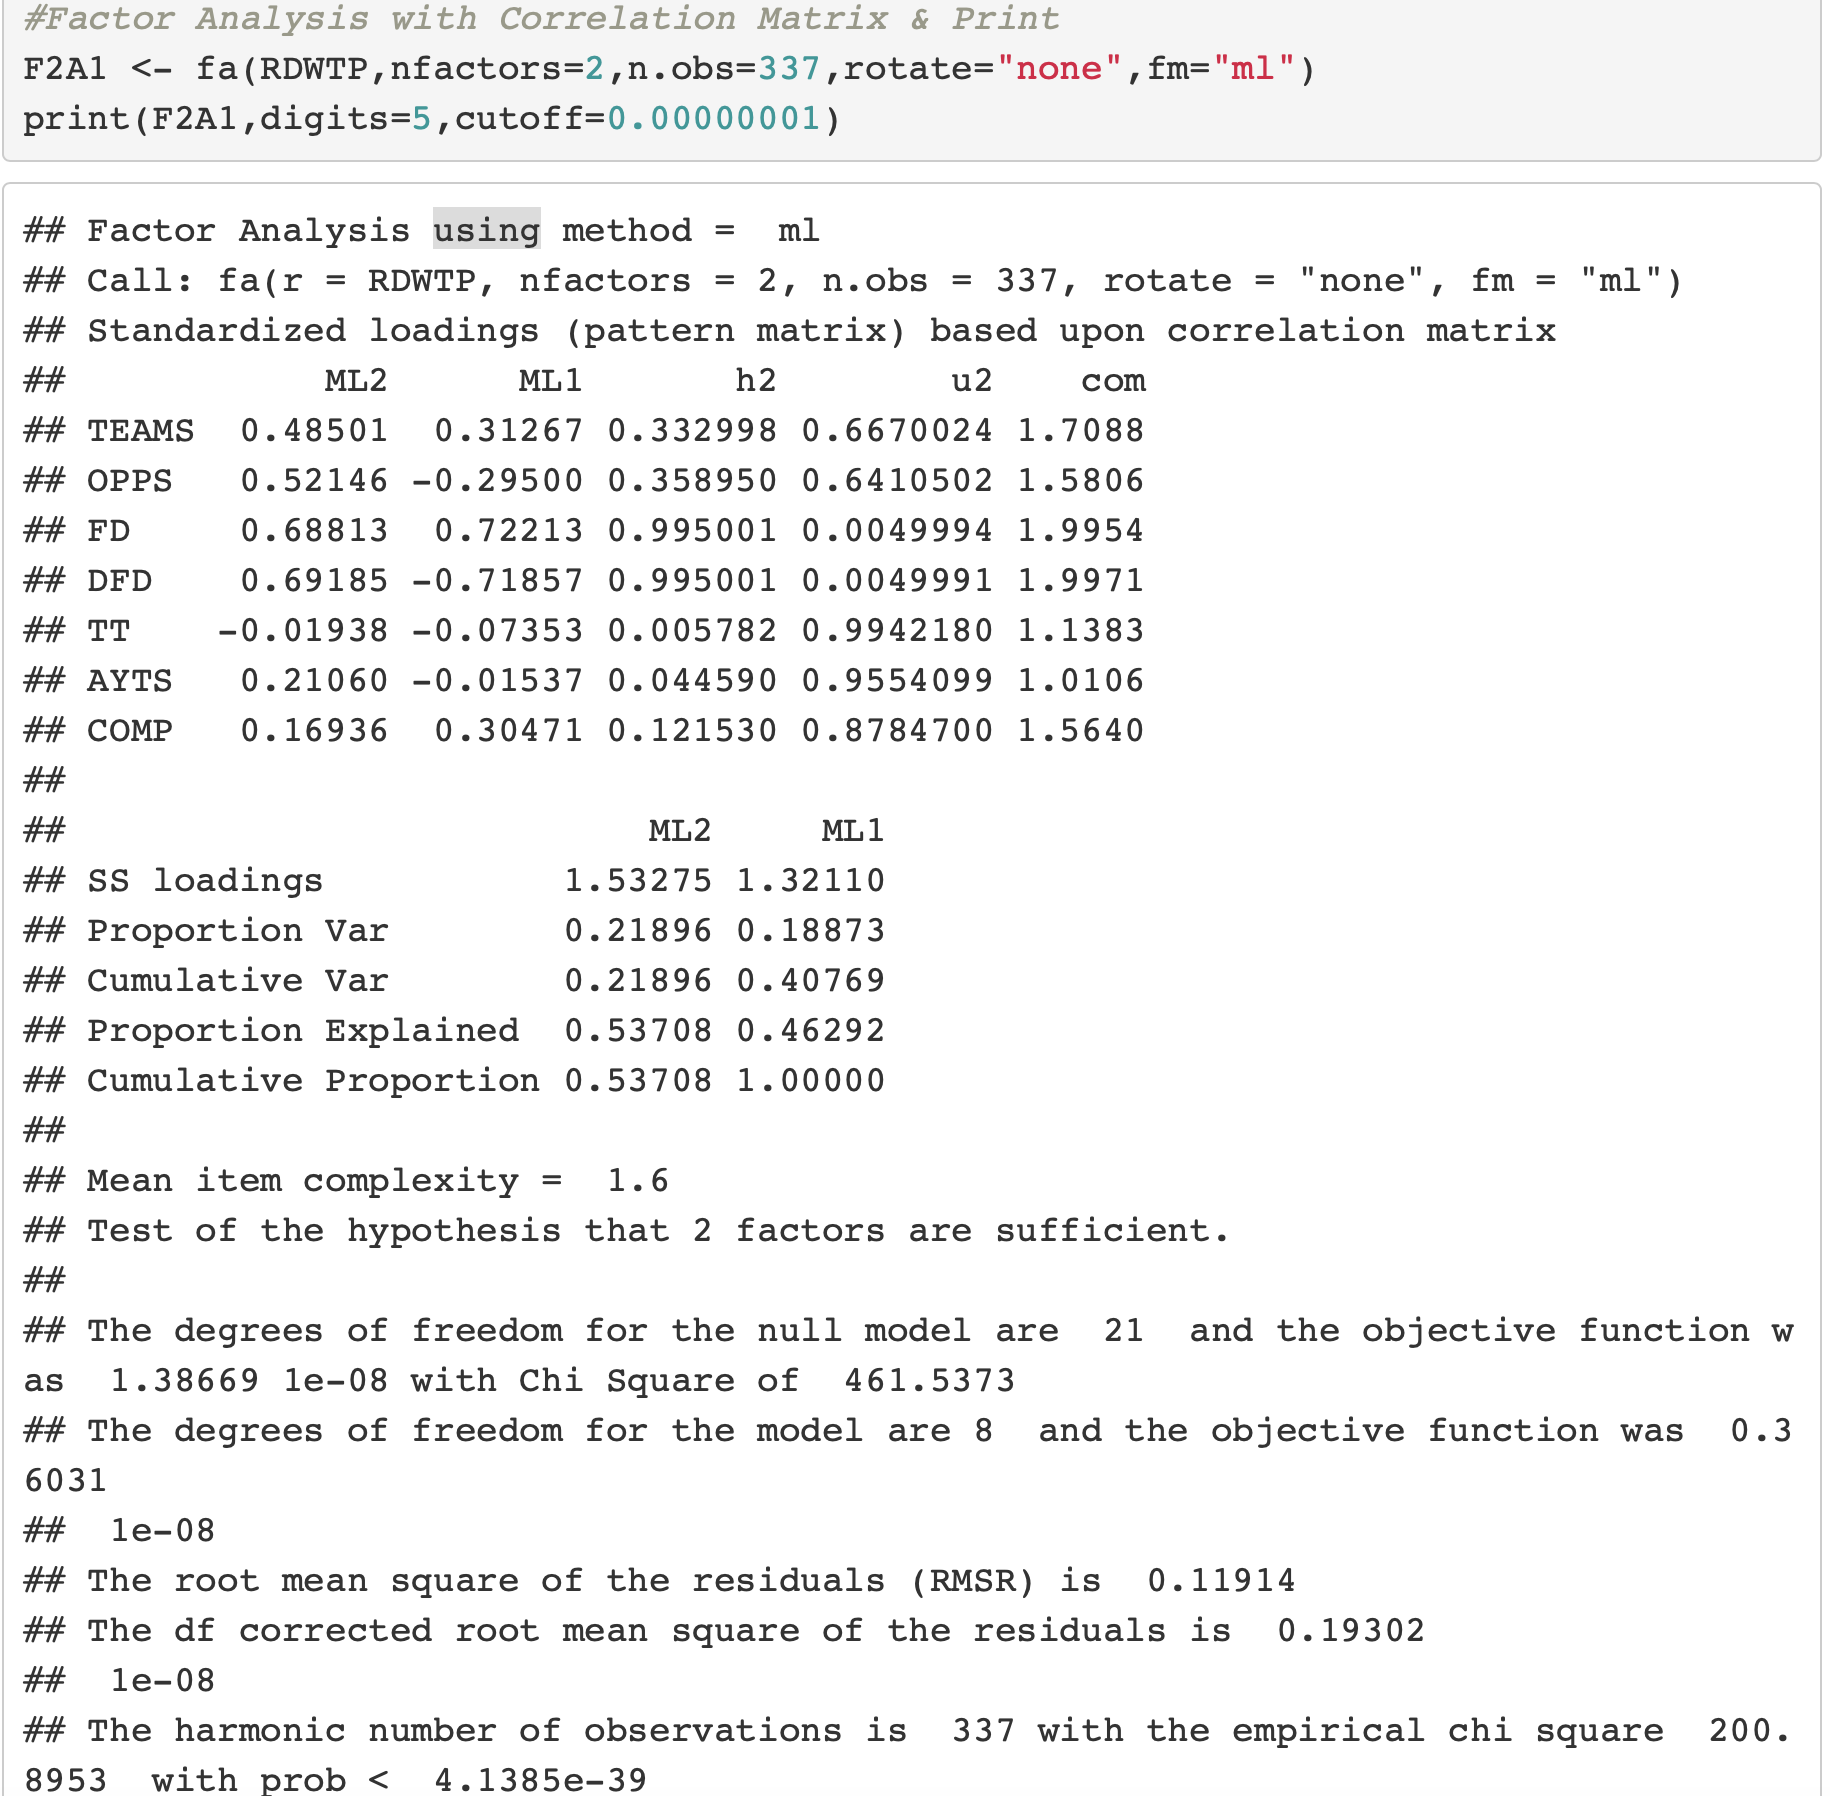 #Factor Analysis with Correlation Matrix & Print
F2A1 <- fa(RDWTP,nfactors=2,n.obs=337,rotate="none",fm="ml")
print(F2A1,digits=5,cutoff=0.00000001)
## Factor Analysis using method =  ml
## Call: fa(r = RDWTP, nfactors = 2, n.obs = 337, rotate = "none", fm = "ml")
## Standardized loadings (pattern matrix) based upon correlation matrix
##            ML2      ML1       h2        u2    com
## TEAMS  0.48501  0.31267 0.332998 0.6670024 1.7088
## OPPS   0.52146 -0.29500 0.358950 0.6410502 1.5806
## FD     0.68813  0.72213 0.995001 0.0049994 1.9954
## DFD    0.69185 -0.71857 0.995001 0.0049991 1.9971
## TT    -0.01938 -0.07353 0.005782 0.9942180 1.1383
## AYTS   0.21060 -0.01537 0.044590 0.9554099 1.0106
## COMP   0.16936  0.30471 0.121530 0.8784700 1.5640
##
##                           ML2     ML1
## SS loadings           1.53275 1.32110
## Proportion Var        0.21896 0.18873
## Cumulative Var        0.21896 0.40769
## Proportion Explained  0.53708 0.46292
## Cumulative Proportion 0.53708 1.00000
##
## Mean item complexity =  1.6
## Test of the hypothesis that 2 factors are sufficient.
##
## The degrees of freedom for the null model are  21  and the objective function w
as  1.38669 1e-08 with Chi Square of  461.5373
## The degrees of freedom for the model are 8  and the objective function was  0.3
6031
##  1e-08
## The root mean square of the residuals (RMSR) is  0.11914
## The df corrected root mean square of the residuals is  0.19302
##  1e-08
## The harmonic number of observations is  337 with the empirical chi square  200.
8953  with prob <  4.1385e-39